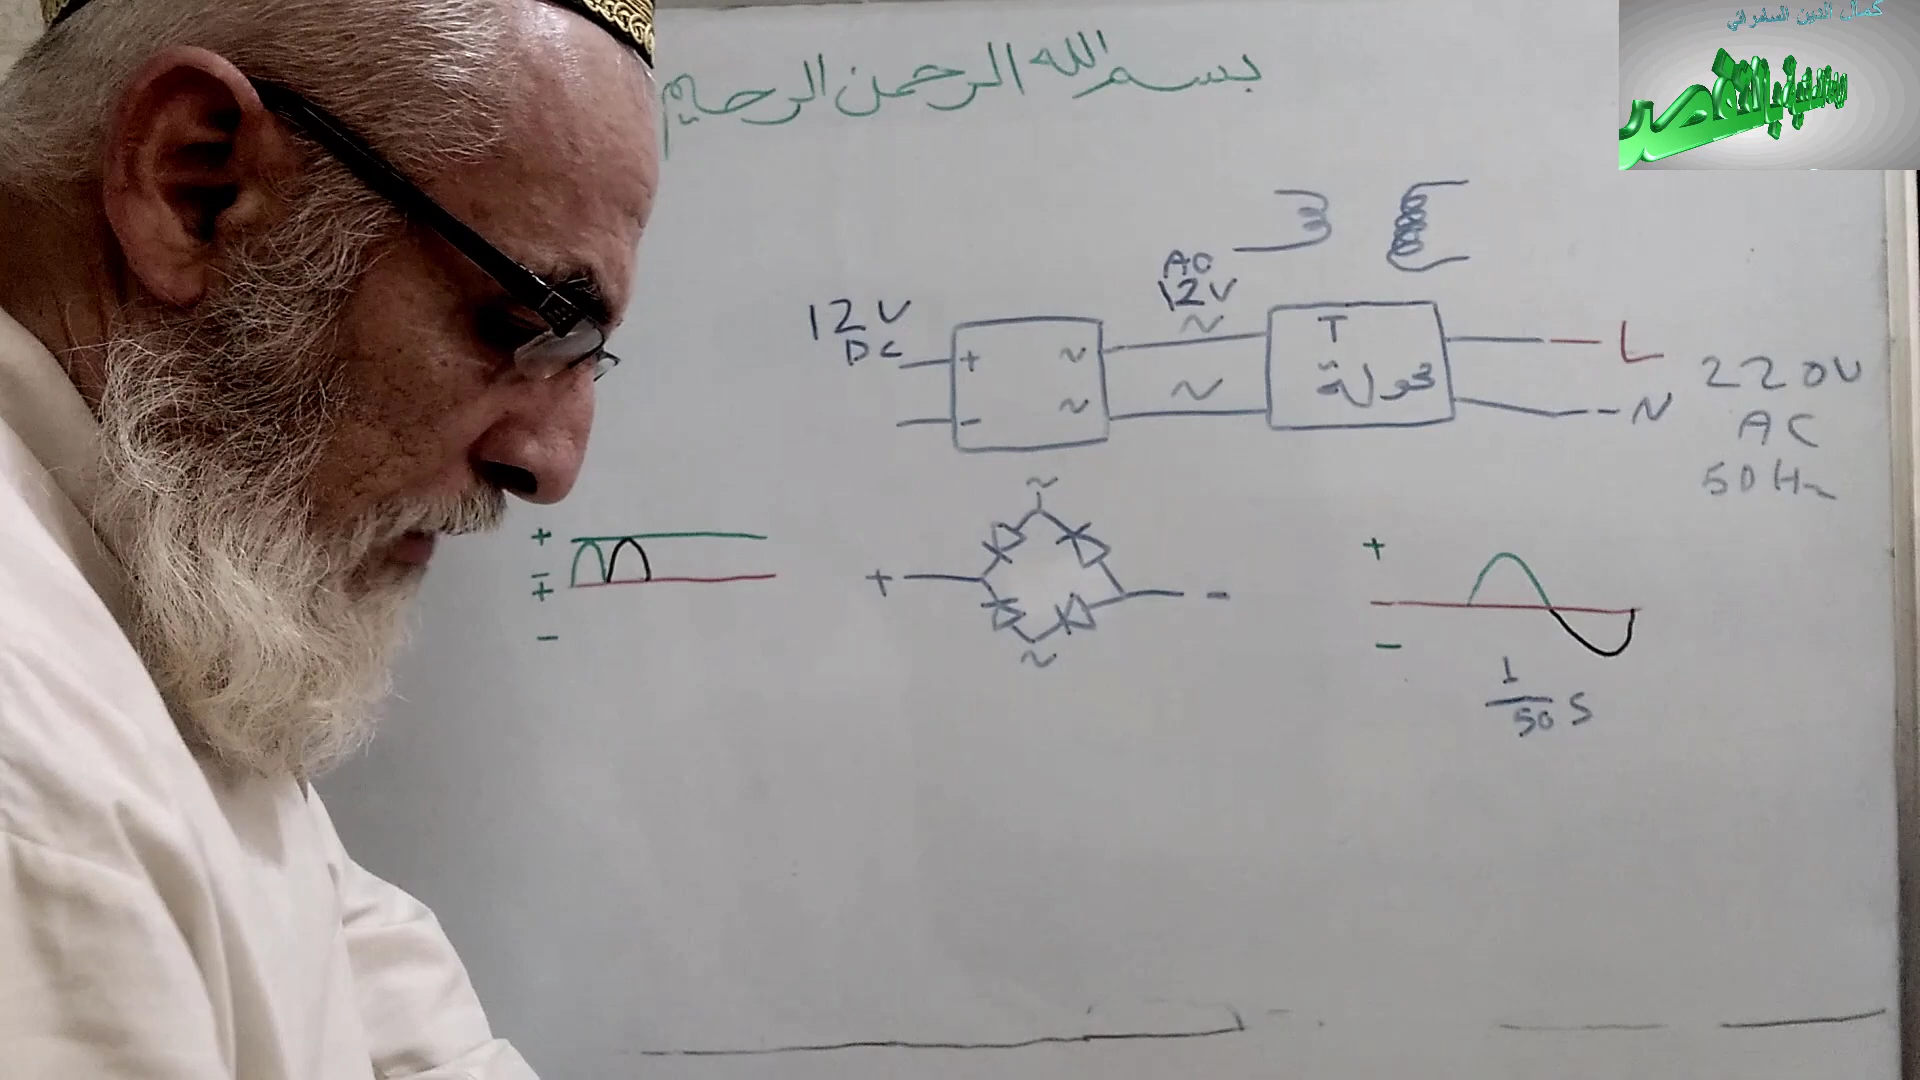 كمال الدين السفراني
بسم الله الرحمن الرحيم
AC
12V
~
~
12V
DC
+ ~
- ~
T
محولة
L
N
220V
AC
50Hz
~
+ -
~
+
-
+
-
+
-
1
50 S